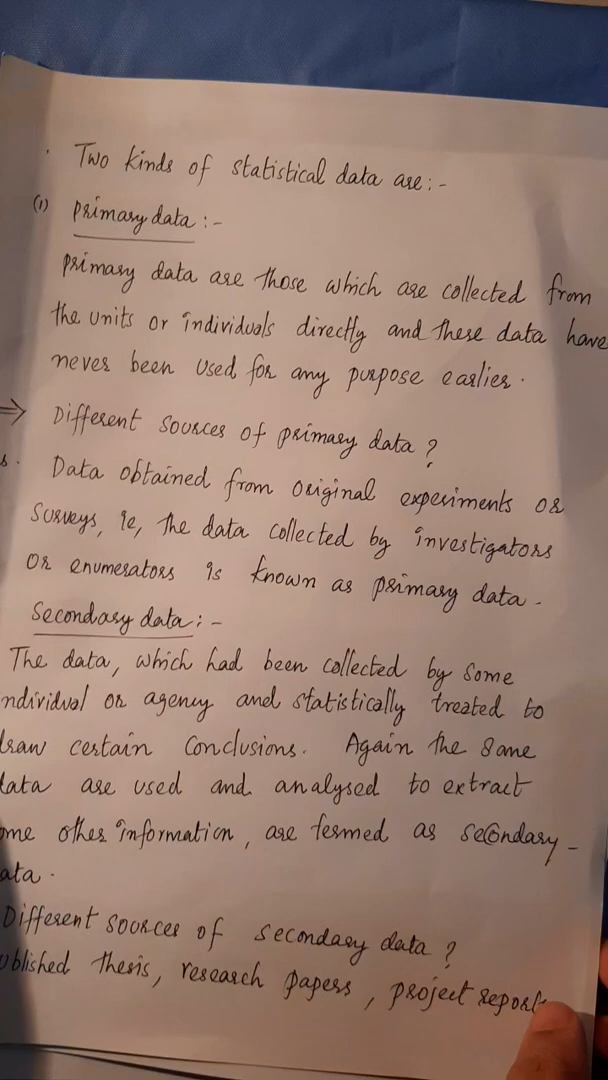 . Two kinds of statistical data are:-
(1) primary data :-
primary data are those which are collected from
the units or individuals directly and these data have
never been used for any purpose earlier.
⇒ Different sources of primary data ?
s. Data obtained from original experiments or
Surveys, ie, the data collected by investigators
or enumerators is known as primary data.
Secondary data: -
The data, which had been collected by some
ndividual or agency and statistically treated to
draw certain conclusions. Again the same
data are used and analysed to extract
ome other information, are termed as secondary-
ata.
Different sources of secondary data ?
ublished thesis, research papers, project reports